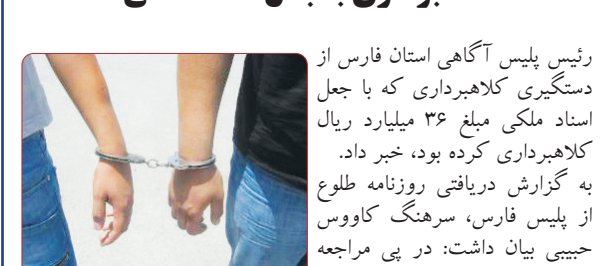 رئیس پلیس آگاهی استان فارس از
دستگیری کلاهبرداری که با جعل
اسناد ملکی مبلغ ۳۶ میلیارد ریال
کلاهبرداری کرده بود، خبر داد.
به گزارش دریافتی روزنامه طلوع
از پلیس فارس، سرهنگ کاووس
حبیبی بیان داشت: در پی مراجعه